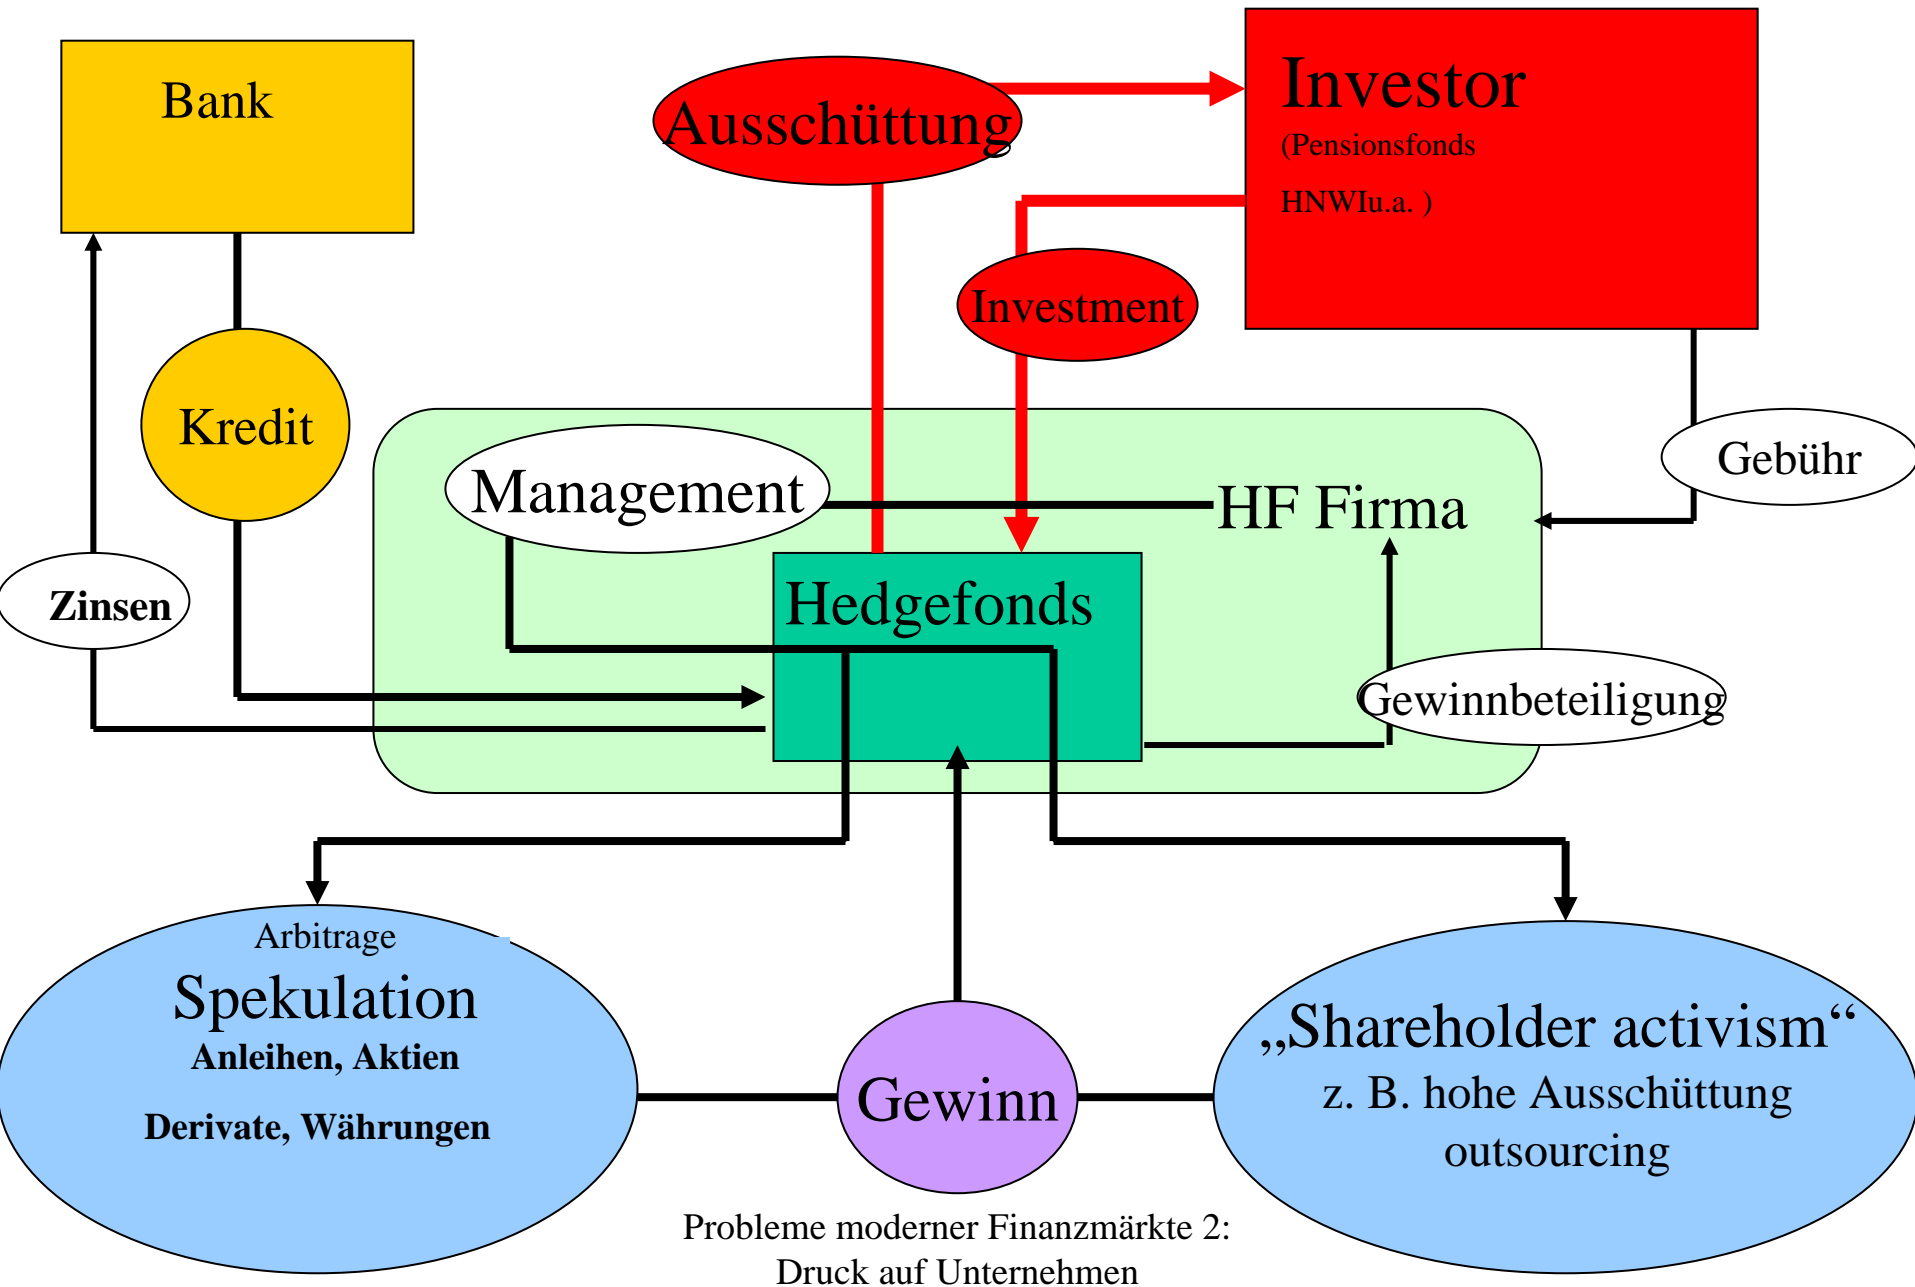 Bank
Ausschüttung
Investor
(Pensionsfonds
HNWIu.a. )
Investment
Kredit
Management
HF Firma
Gebühr
Zinsen
Hedgefonds
Gewinnbeteiligung
Arbitrage
Spekulation
Anleihen, Aktien
Derivate, Währungen
Gewinn
„Shareholder activism“
z. B. hohe Ausschüttung
outsourcing
Probleme moderner Finanzmärkte 2:
Druck auf Unternehmen